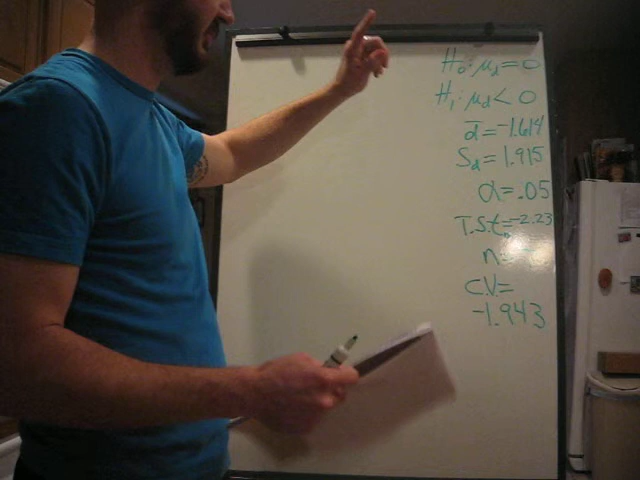 H₀: μd = 0
H₁: μd < 0
d̄ = -1.614
Sd = 1.915
α = .05
T.S. t = -2.23
n =
C.V. =
-1.943